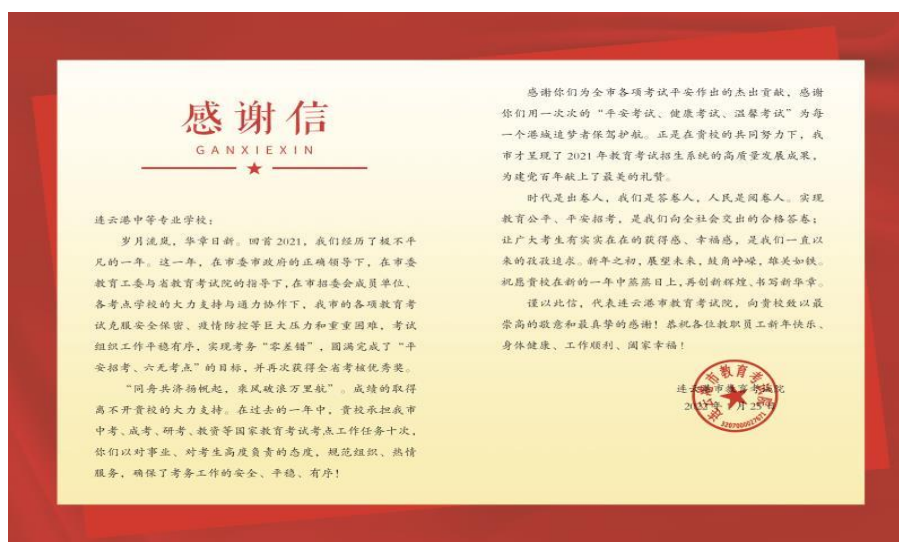 感谢信
GANXIEXIN
连云港中等专业学校：
岁月流岚，华章日新。回首 2021，我们经历了极不平
凡的一年。这一年，在市委市政府的正确领导下，在市委
教育工委与省教育考试院的指导下，在市招委会成员单位、
各考点学校的大力支持与通力协作下，我市的各项教育考
试克服安全保密、疫情防控等巨大压力和重重困难，考试
组织工作平稳有序，实现考务“零差错”，圆满完成了“平
安招考、六无考点”的目标，并再次获得全省考核优秀奖。
“同舟共济扬帆起，乘风破浪万里航”。成绩的取得
离不开贵校的大力支持。在过去的一年中，贵校承担我市
中考、成考、研考、教资等国家教育考试考点工作任务十次，
你们以对事业、对考生高度负责的态度，规范组织、热情
服务，确保了考务工作的安全、平稳、有序！
感谢你们为全市各项考试平安作出的杰出贡献，感谢
你们用一次次的“平安考试、健康考试、温馨考试”为每
一个港城追梦者保驾护航。正是在贵校的共同努力下，我
市才呈现了 2021 年教育考试招生系统的高质量发展成果，
为建党百年献上了最美的礼赞。
时代是出卷人，我们是答卷人，人民是阅卷人。实现
教育公平、平安招考，是我们向全社会交出的合格答卷；
让广大考生有实实在在的获得感、幸福感，是我们一直以
来的孜孜追求。新年之初，展望未来，鼓角峥嵘，雄关如铁。
祝愿贵校在新的一年中蒸蒸日上，再创新辉煌、书写新华章。
谨以此信，代表连云港市教育考试院，向贵校致以最
崇高的敬意和最真挚的感谢！恭祝各位教职员工新年快乐、
身体健康、工作顺利、阖家幸福！
连云港市教育考试院
2022 年 1 月 25 日